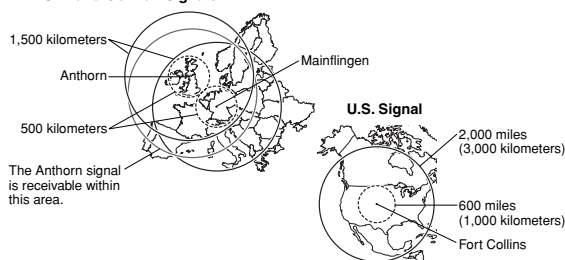 1,500 kilometers
Anthorn
Mainflingen
500 kilometers
The Anthorn signal
is receivable within
this area.
U.S. Signal
2,000 miles
(3,000 kilometers)
600 miles
(1,000 kilometers)
Fort Collins